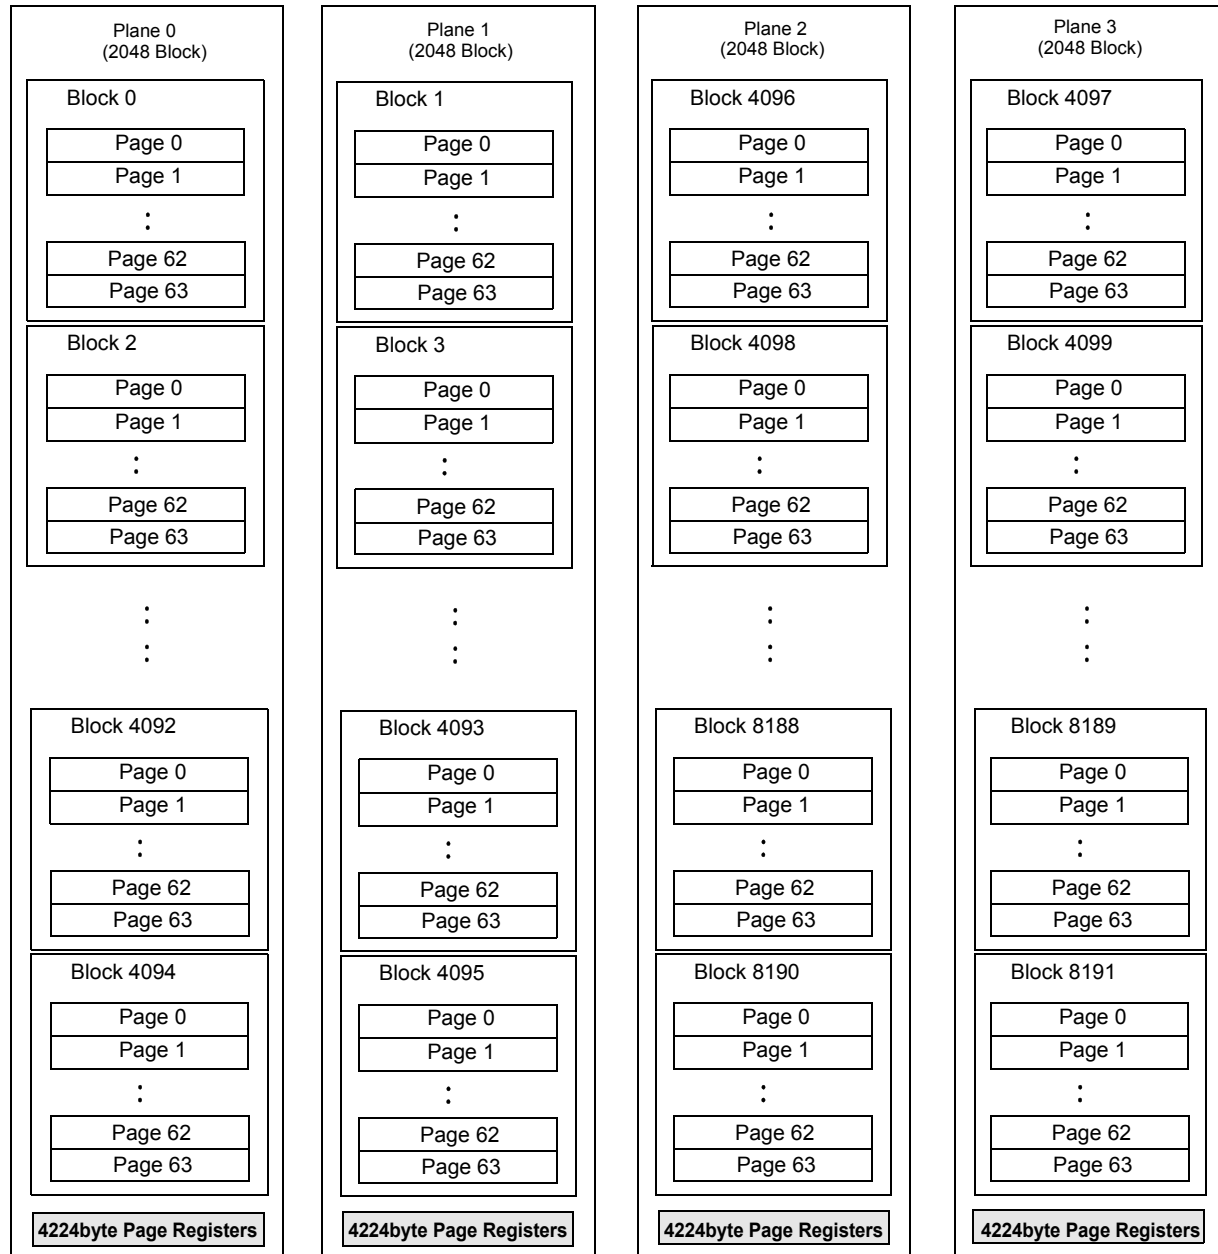 Plane 0
(2048 Block)
Block 0
Page 0
Page 1
Page 62
Page 63
Block 2
Page 0
Page 1
Page 62
Page 63
Block 4092
Page 0
Page 1
Page 62
Page 63
Block 4094
Page 0
Page 1
Page 62
Page 63
4224byte Page Registers
Plane 1
(2048 Block)
Block 1
Page 0
Page 1
Page 62
Page 63
Block 3
Page 0
Page 1
Page 62
Page 63
Block 4093
Page 0
Page 1
Page 62
Page 63
Block 4095
Page 0
Page 1
Page 62
Page 63
4224byte Page Registers
Plane 2
(2048 Block)
Block 4096
Page 0
Page 1
Page 62
Page 63
Block 4098
Page 0
Page 1
Page 62
Page 63
Block 8188
Page 0
Page 1
Page 62
Page 63
Block 8190
Page 0
Page 1
Page 62
Page 63
4224byte Page Registers
Plane 3
(2048 Block)
Block 4097
Page 0
Page 1
Page 62
Page 63
Block 4099
Page 0
Page 1
Page 62
Page 63
Block 8189
Page 0
Page 1
Page 62
Page 63
Block 8191
Page 0
Page 1
Page 62
Page 63
4224byte Page Registers